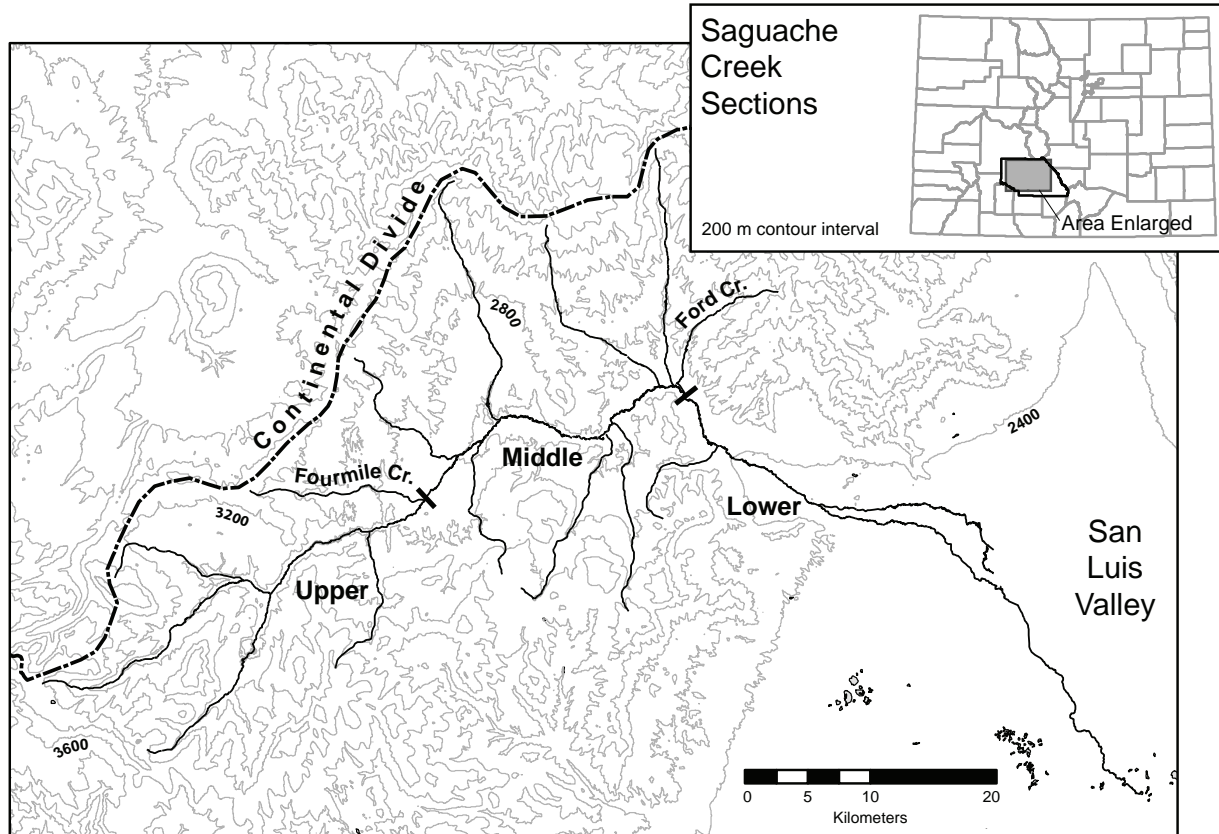 Saguache
Creek
Sections
200 m contour interval
Area Enlarged
Continental Divide
2800
Ford Cr.
2400
Middle
Fourmile Cr.
3200
Lower
Upper
San
Luis
Valley
3600
0 5 10 20
Kilometers